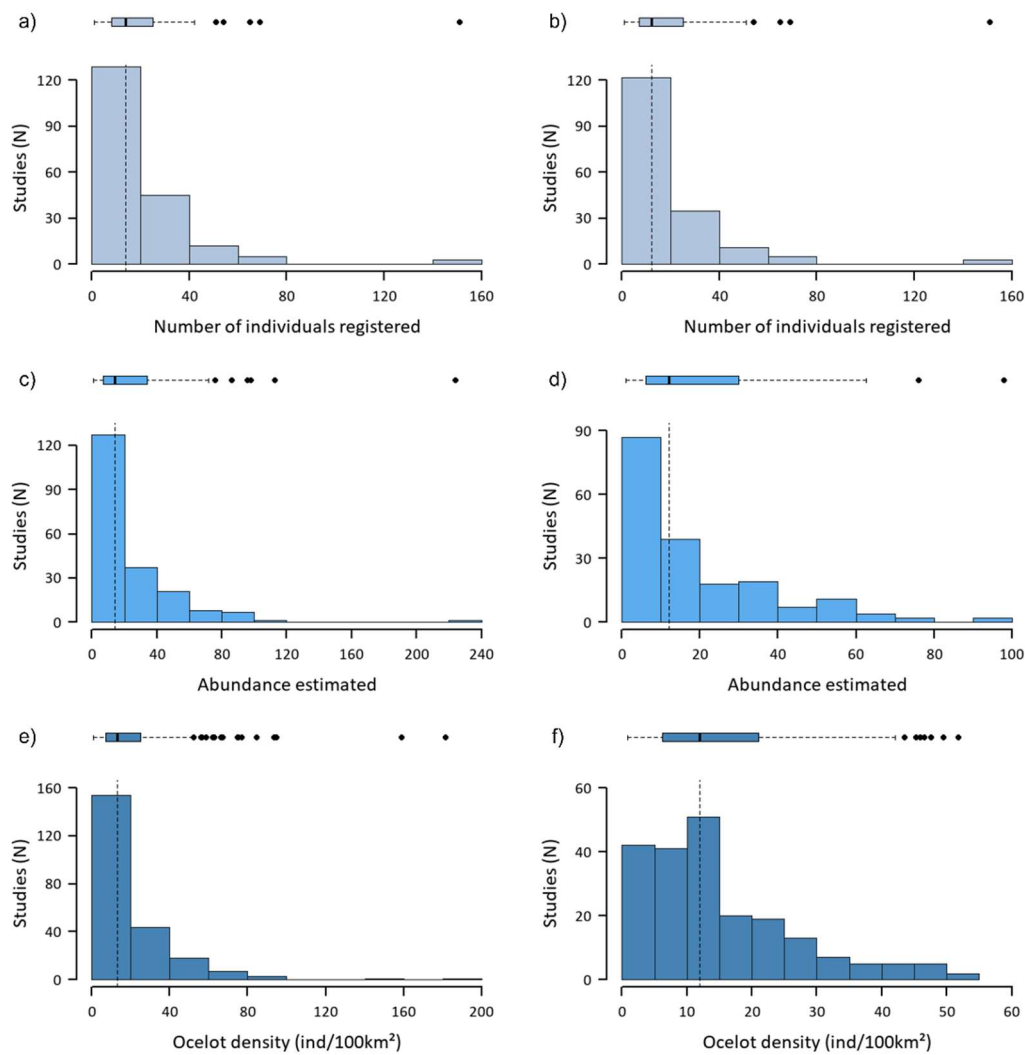 a)
b)
Studies (N)
120
90
60
30
0
0 40 80 120 160
Number of individuals registered
Studies (N)
120
90
60
30
0
0 40 80 120 160
Number of individuals registered
c)
d)
Studies (N)
120
90
60
30
0
0 40 80 120 160 200 240
Abundance estimated
Studies (N)
90
60
30
0
0 20 40 60 80 100
Abundance estimated
e)
f)
Studies (N)
160
120
80
40
0
0 40 80 120 160 200
Ocelot density (ind/100km²)
Studies (N)
60
40
20
0
0 10 20 30 40 50 60
Ocelot density (ind/100km²)